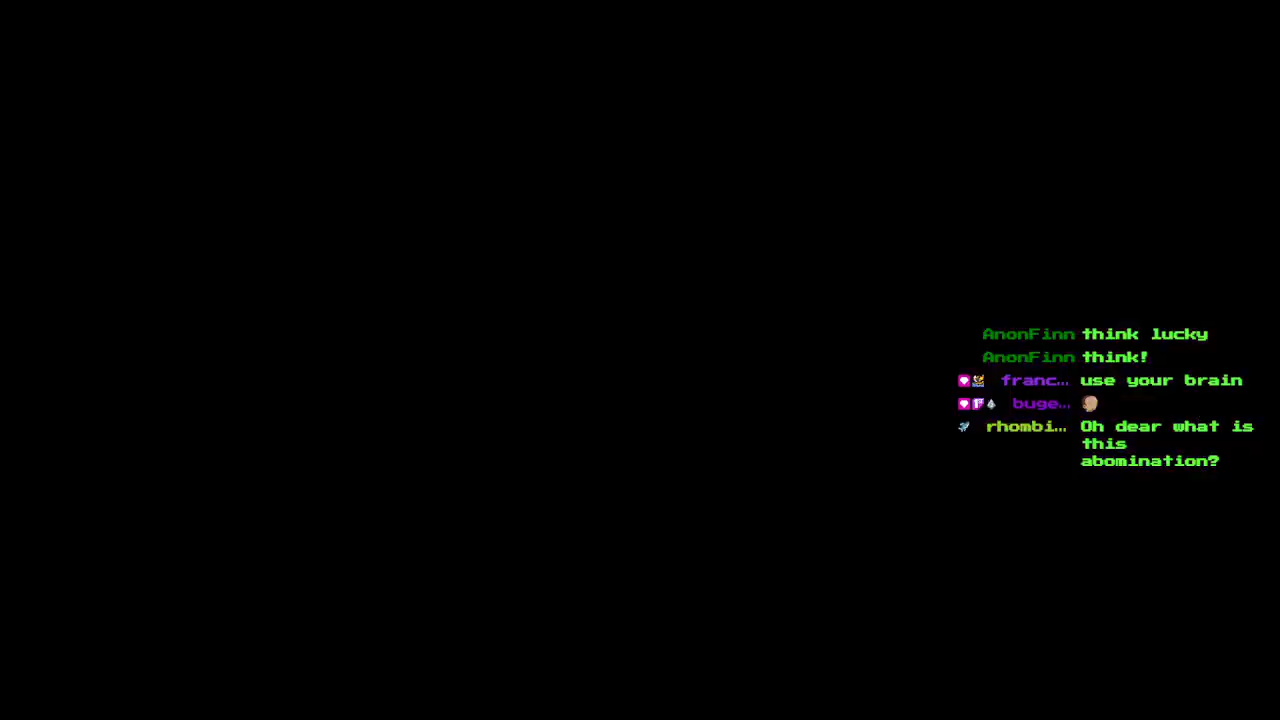 AnonFinn think lucky
AnonFinn think!
franc... use your brain
buge...
rhombi... Oh dear what is
this
abomination?